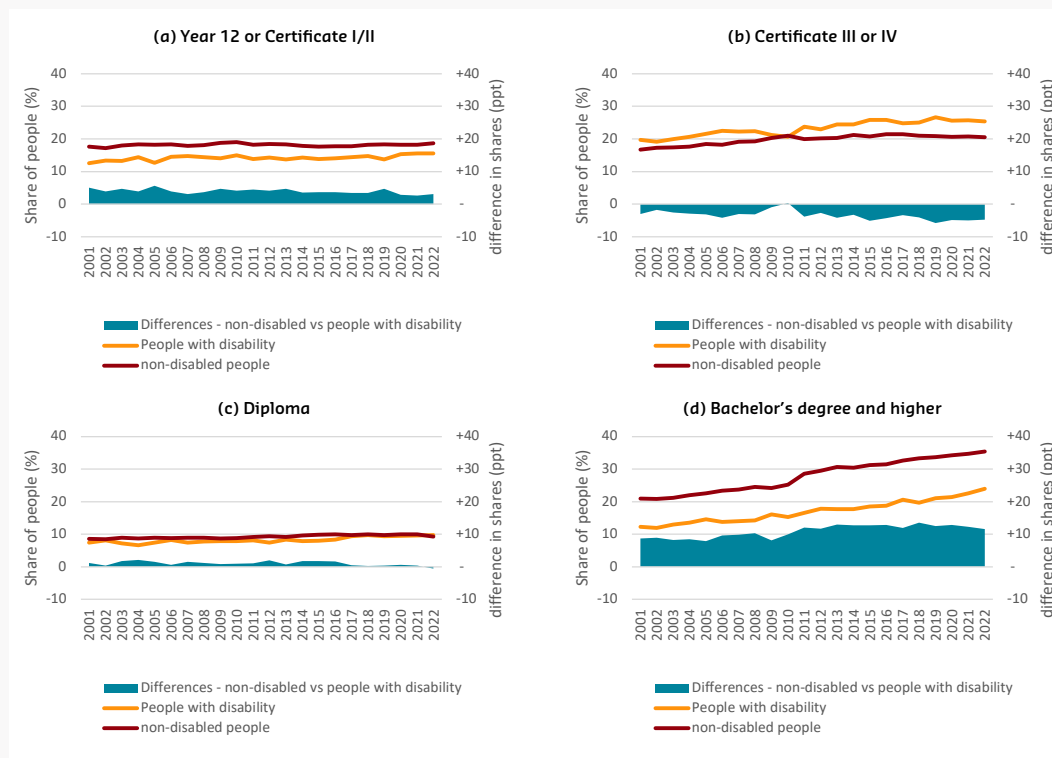 (a) Year 12 or Certificate I/II
Share of people (%)
40
30
20
10
0
-10
+40
+30
+20
+10
-
-10
difference in shares (ppt)
2001 2002 2003 2004 2005 2006 2007 2008 2009 2010 2011 2012 2013 2014 2015 2016 2017 2018 2019 2020 2021 2022
Differences - non-disabled vs people with disability
People with disability
non-disabled people
(b) Certificate III or IV
Share of people (%)
40
30
20
10
0
-10
+40
+30
+20
+10
-
-10
difference in shares (ppt)
2001 2002 2003 2004 2005 2006 2007 2008 2009 2010 2011 2012 2013 2014 2015 2016 2017 2018 2019 2020 2021 2022
Differences - non-disabled vs people with disability
People with disability
non-disabled people
(c) Diploma
Share of people (%)
40
30
20
10
0
-10
+40
+30
+20
+10
-
-10
difference in shares (ppt)
2001 2002 2003 2004 2005 2006 2007 2008 2009 2010 2011 2012 2013 2014 2015 2016 2017 2018 2019 2020 2021 2022
Differences - non-disabled vs people with disability
People with disability
non-disabled people
(d) Bachelor's degree and higher
Share of people (%)
40
30
20
10
0
-10
+40
+30
+20
+10
-
-10
difference in shares (ppt)
2001 2002 2003 2004 2005 2006 2007 2008 2009 2010 2011 2012 2013 2014 2015 2016 2017 2018 2019 2020 2021 2022
Differences - non-disabled vs people with disability
People with disability
non-disabled people